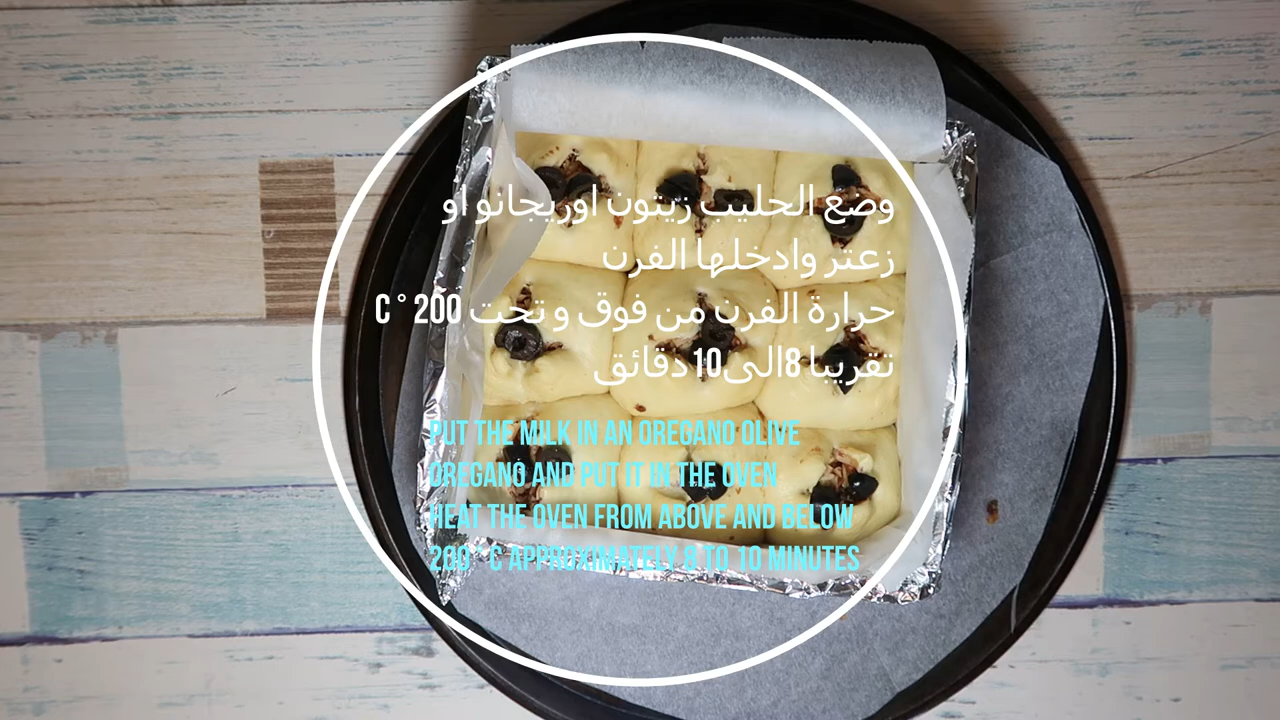 وضع الحليب زيتون اوريجانو او
زعتر وادخلها الفرن
حرارة الفرن من فوق و تحت 200 ° C
تقريبا 8الى10 دقائق
PUT THE MILK IN AN OREGANO OLIVE
OREGANO AND PUT IT IN THE OVEN
HEAT THE OVEN FROM ABOVE AND BELOW
200 ° C APPROXIMATELY 8 TO 10 MINUTES